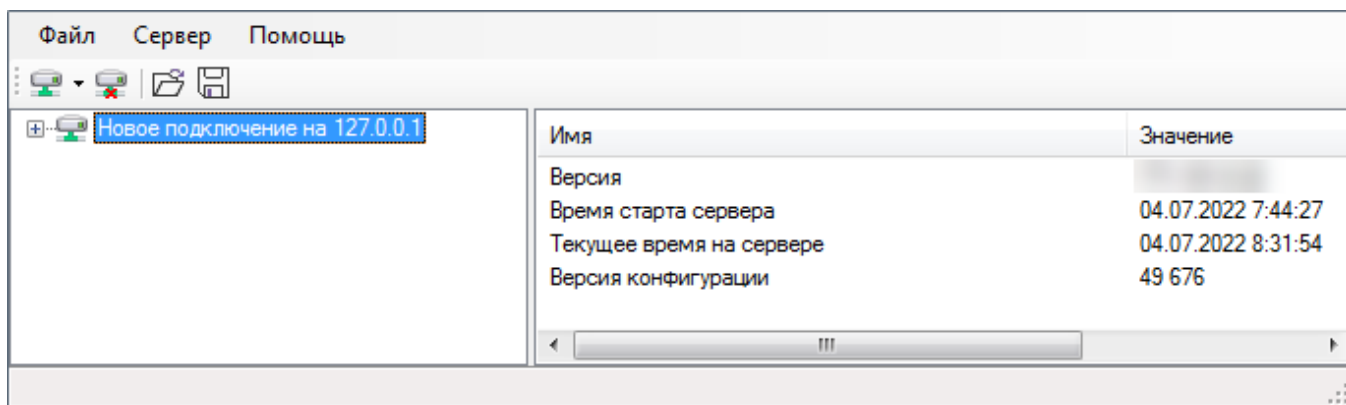 Файл Сервер Помощь
Новое подключение на 127.0.0.1
Имя Значение
Версия
Время старта сервера 04.07.2022 7:44:27
Текущее время на сервере 04.07.2022 8:31:54
Версия конфигурации 49 676